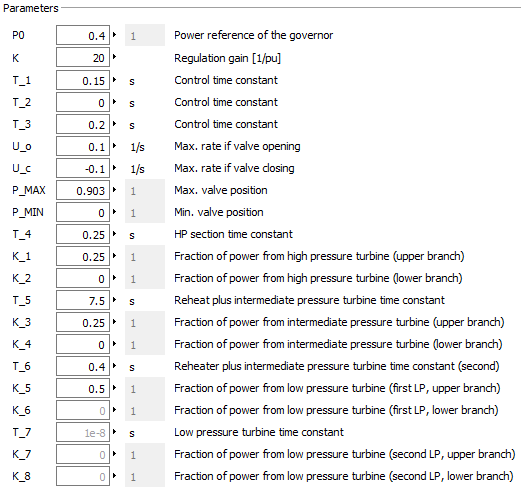 Parameters
P0 0.4 1 Power reference of the governor
K 20 Regulation gain [1/pu]
T_1 0.15 s Control time constant
T_2 0 s Control time constant
T_3 0.2 s Control time constant
U_o 0.1 1/s Max. rate if valve opening
U_c -0.1 1/s Max. rate if valve closing
P_MAX 0.903 1 Max. valve position
P_MIN 0 1 Min. valve position
T_4 0.25 s HP section time constant
K_1 0.25 1 Fraction of power from high pressure turbine (upper branch)
K_2 0 1 Fraction of power from high pressure turbine (lower branch)
T_5 7.5 s Reheat plus intermediate pressure turbine time constant
K_3 0.25 1 Fraction of power from intermediate pressure turbine (upper branch)
K_4 0 1 Fraction of power from intermediate pressure turbine (lower branch)
T_6 0.4 s Reheater plus intermediate pressure turbine time constant (second)
K_5 0.5 1 Fraction of power from low pressure turbine (first LP, upper branch)
K_6 0 1 Fraction of power from low pressure turbine (first LP, lower branch)
T_7 1e-8 s Low pressure turbine time constant
K_7 0 1 Fraction of power from low pressure turbine (second LP, upper branch)
K_8 0 1 Fraction of power from low pressure turbine (second LP, lower branch)